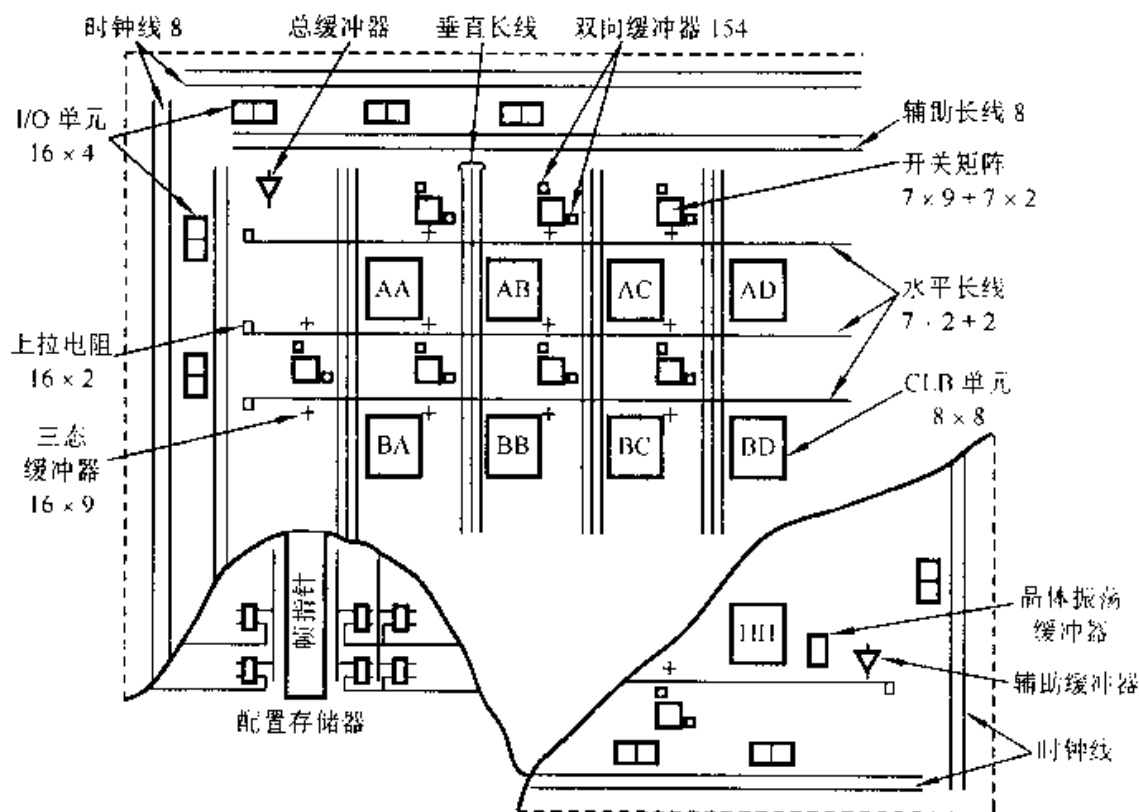 时钟线 8
总缓冲器
垂直长线
双向缓冲器 154
I/O 单元
16 × 4
辅助长线 8
开关矩阵
7 × 9 + 7 × 2
AA
AB
AC
AD
水平长线
7 · 2 + 2
上拉电阻
16 × 2
CLB 单元
8 × 8
三态
缓冲器
16 × 9
BA
BB
BC
BD
帧指针
HH
晶体振荡
缓冲器
辅助缓冲器
配置存储器
时钟线